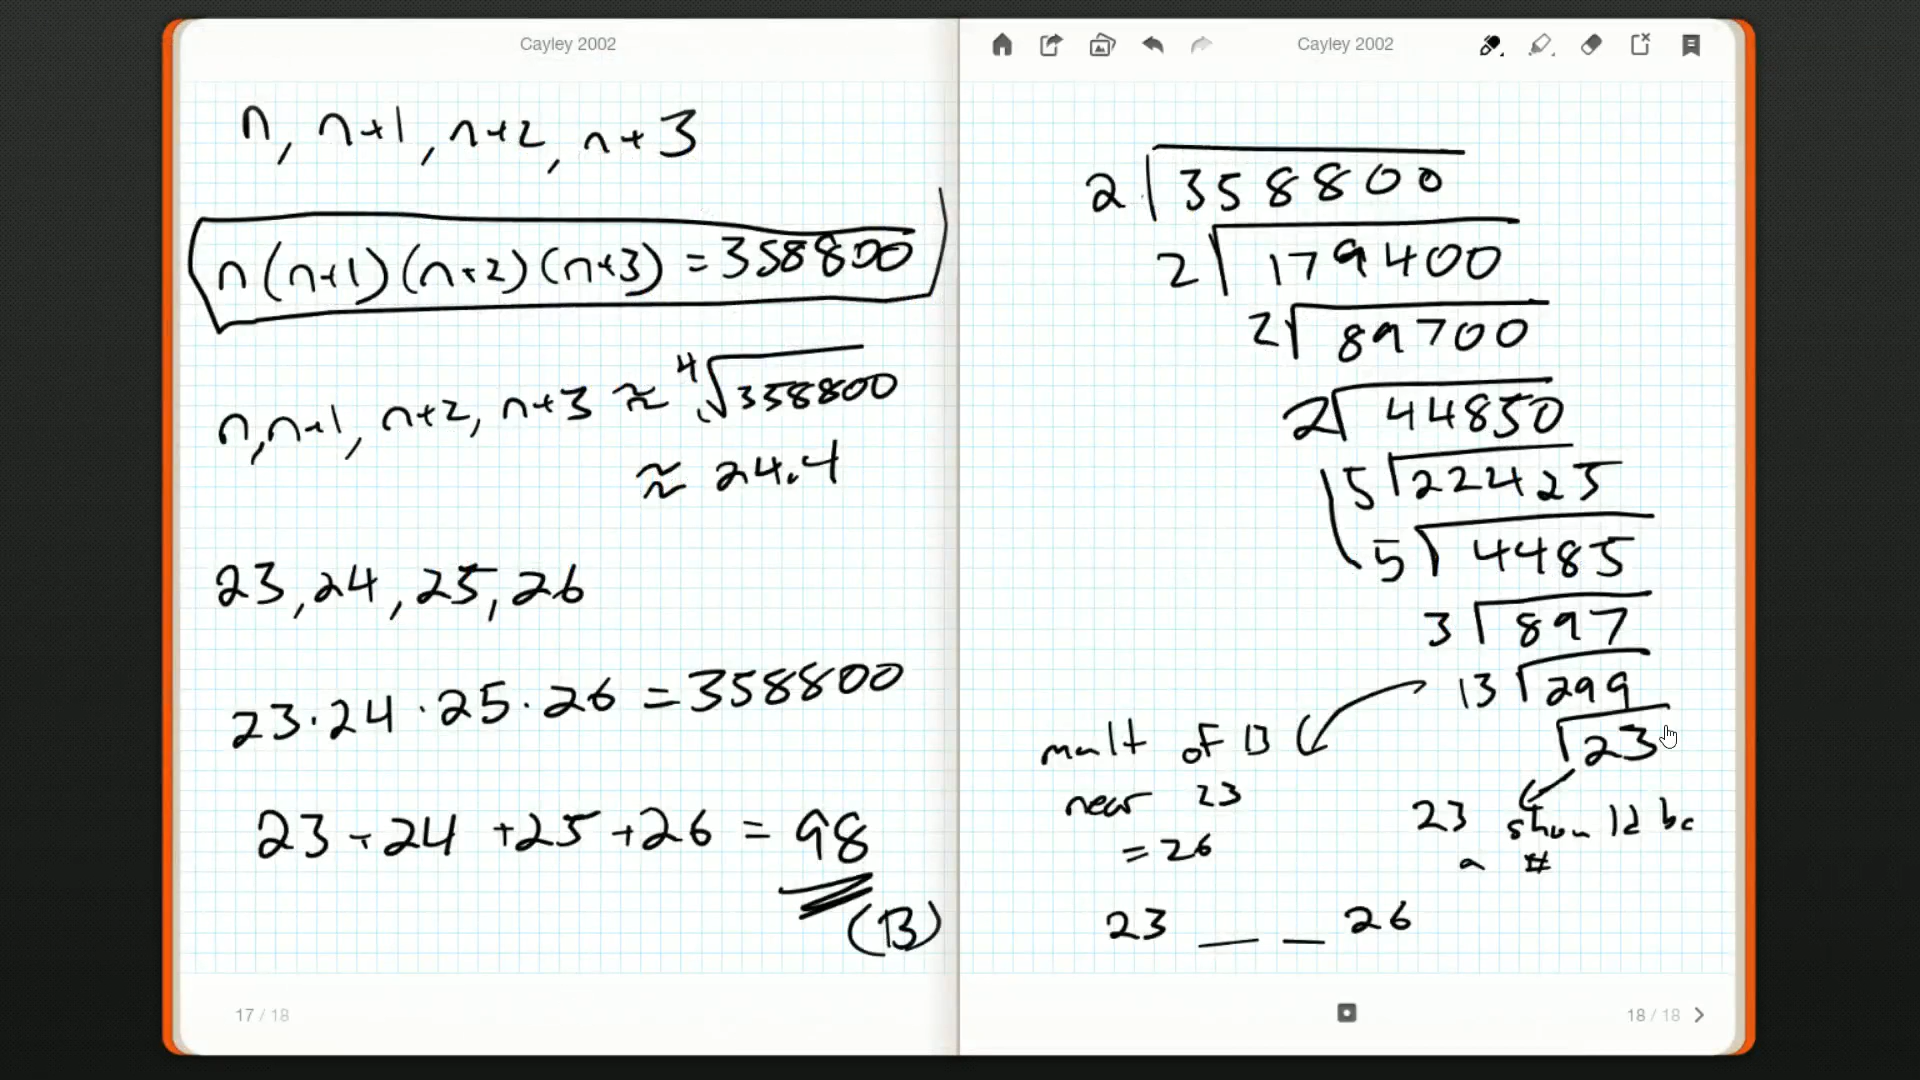 Cayley 2002
n, n+1, n+2, n+3
n(n+1)(n+2)(n+3) = 358800
n, n+1, n+2, n+3 ≈ ⁴√358800
≈ 24.4
23, 24, 25, 26
23·24·25·26 = 358800
23+24+25+26 = 98
(B)
17 / 18
Cayley 2002
2 358800
2 179400
2 89700
2 44850
5 22425
5 4485
3 897
13 299
23
mult of 13
near 23
= 26
23 should be
a #
23 __ __ 26
18 / 18